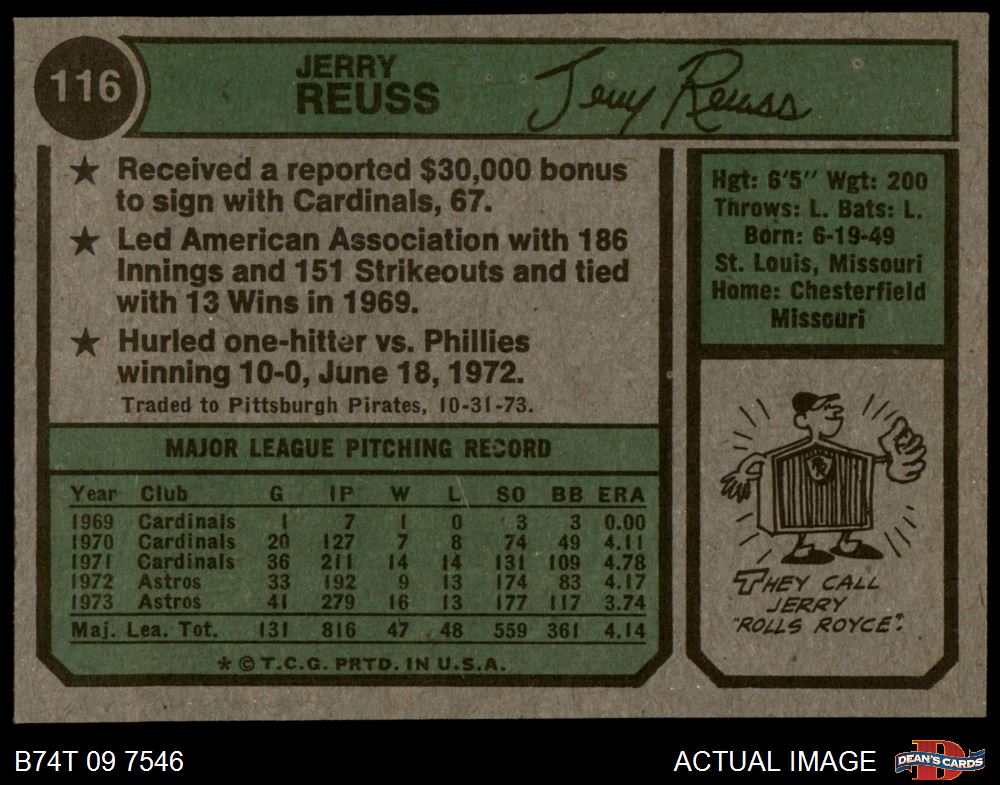 116
JERRY
REUSS
Jerry Reuss
★ Received a reported $30,000 bonus
to sign with Cardinals, 67.
★ Led American Association with 186
Innings and 151 Strikeouts and tied
with 13 Wins in 1969.
★ Hurled one-hitter vs. Phillies
winning 10-0, June 18, 1972.
Traded to Pittsburgh Pirates, 10-31-73.
MAJOR LEAGUE PITCHING RECORD
Year Club G IP W L SO BB ERA
1969 Cardinals 1 7 1 0 3 3 0.00
1970 Cardinals 20 127 7 8 74 49 4.11
1971 Cardinals 36 211 14 14 131 109 4.78
1972 Astros 33 192 9 13 174 83 4.17
1973 Astros 41 279 16 13 177 117 3.74
Maj. Lea. Tot. 131 816 47 48 559 361 4.14
* © T.C.G. PRTD. IN U.S.A.
Hgt: 6'5" Wgt: 200
Throws: L. Bats: L.
Born: 6-19-49
St. Louis, Missouri
Home: Chesterfield
Missouri
THEY CALL
JERRY
"ROLLS ROYCE".
B74T 09 7546
ACTUAL IMAGE
DEAN'S CARDS